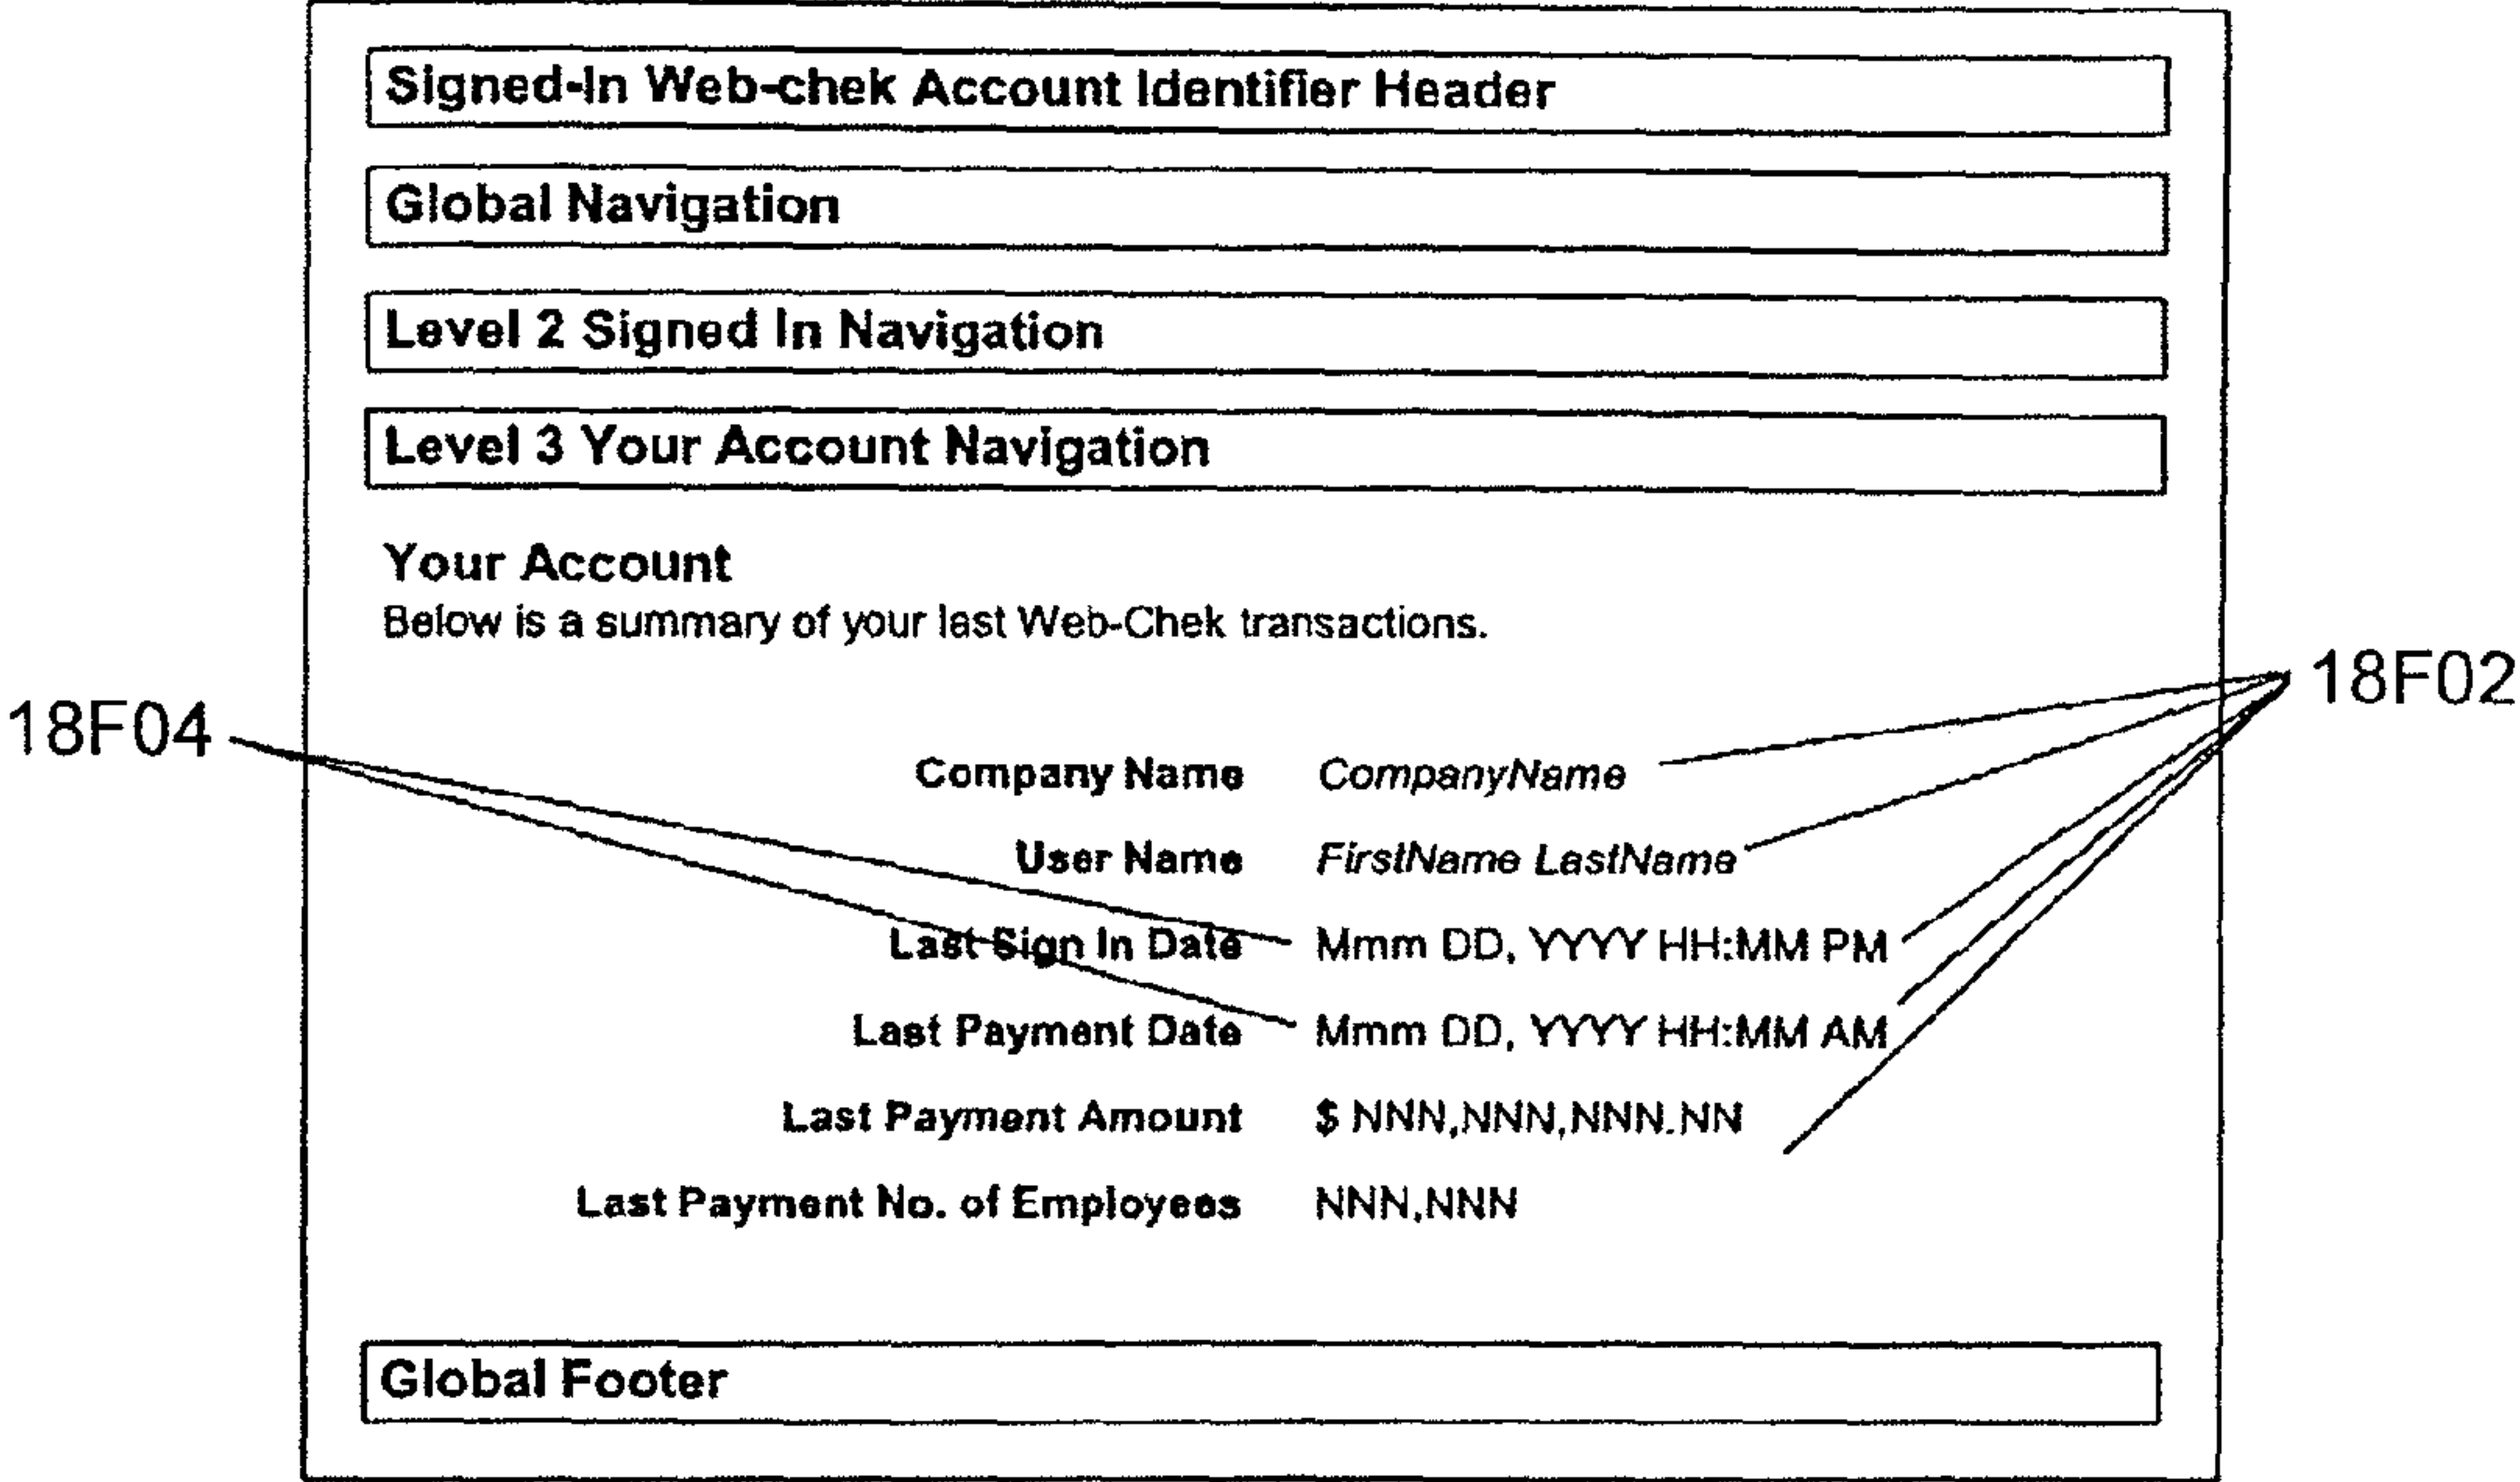 Signed-In Web-chek Account Identifier Header
Global Navigation
Level 2 Signed In Navigation
Level 3 Your Account Navigation
Your Account
Below is a summary of your last Web-Chek transactions.
18F02
18F04
Company Name CompanyName
User Name FirstName LastName
Last Sign In Date Mmm DD, YYYY HH:MM PM
Last Payment Date Mmm DD, YYYY HH:MM AM
Last Payment Amount $ NNN,NNN,NNN.NN
Last Payment No. of Employees NNN,NNN
Global Footer